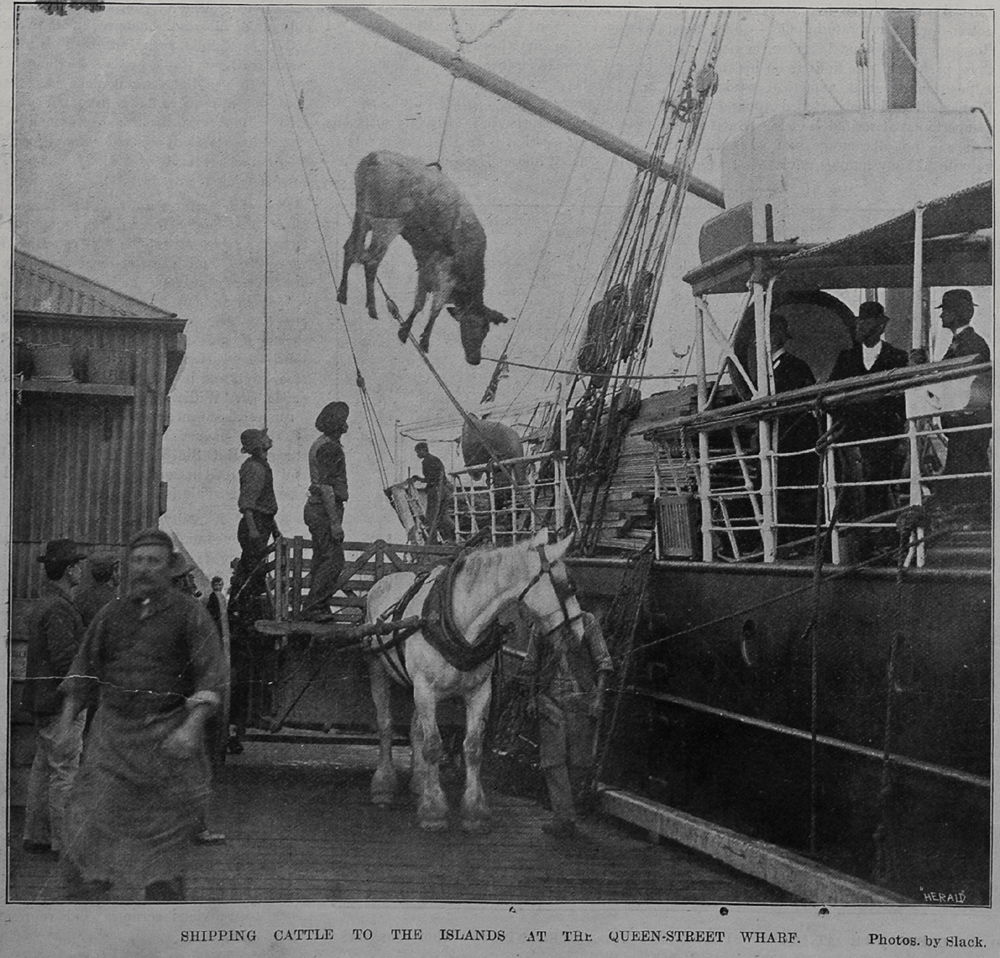 "HERALD"
SHIPPING CATTLE TO THE ISLANDS AT THE QUEEN-STREET WHARF. Photos. by Slack.